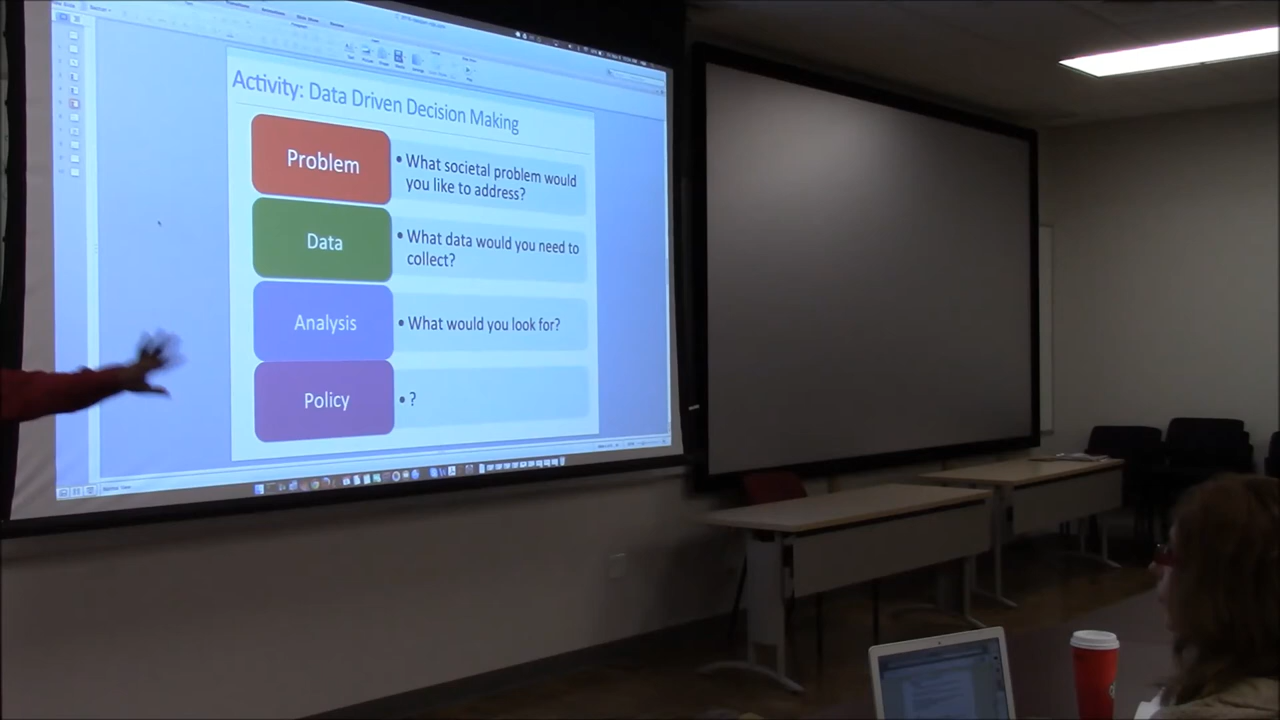 Activity: Data Driven Decision Making
Problem
• What societal problem would
you like to address?
Data
• What data would you need to
collect?
Analysis
• What would you look for?
Policy
• ?